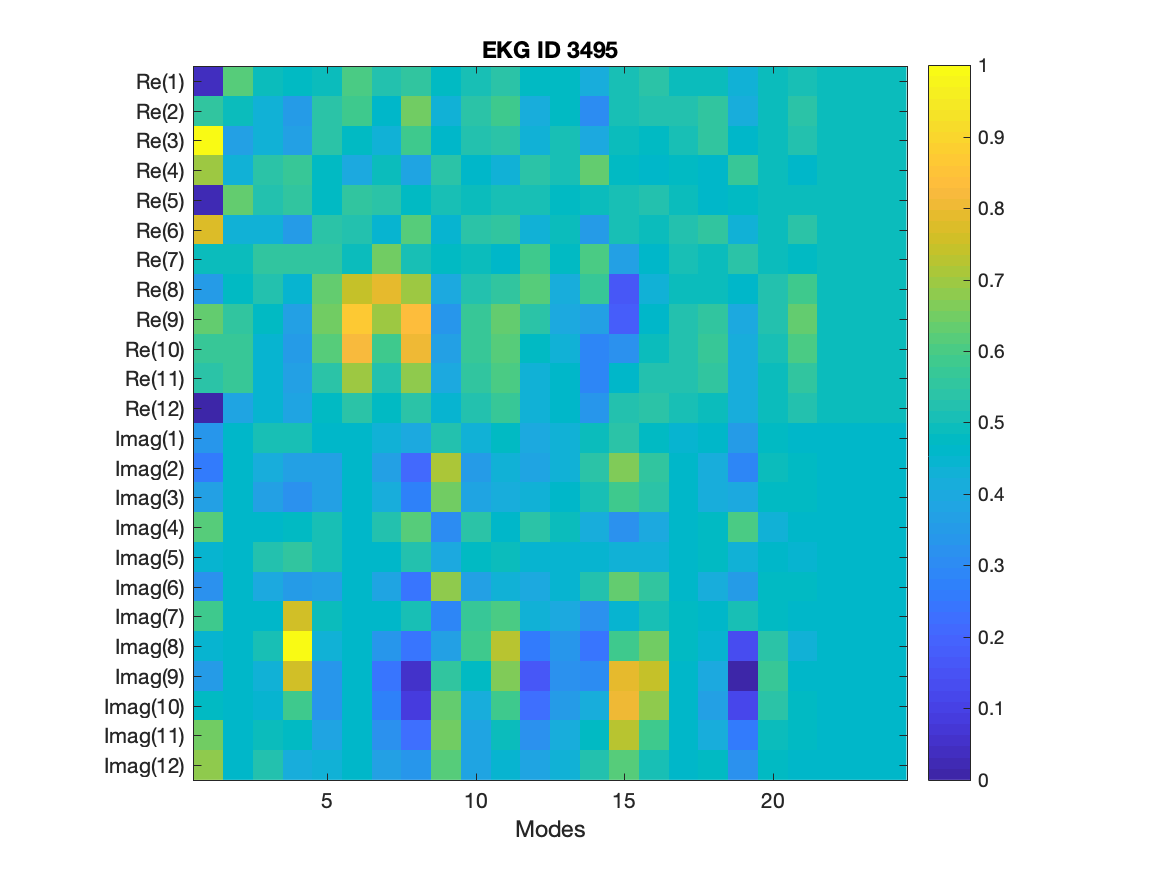 EKG ID 3495
Re(1)
Re(2)
Re(3)
Re(4)
Re(5)
Re(6)
Re(7)
Re(8)
Re(9)
Re(10)
Re(11)
Re(12)
Imag(1)
Imag(2)
Imag(3)
Imag(4)
Imag(5)
Imag(6)
Imag(7)
Imag(8)
Imag(9)
Imag(10)
Imag(11)
Imag(12)
5 10 15 20
Modes
1
0.9
0.8
0.7
0.6
0.5
0.4
0.3
0.2
0.1
0